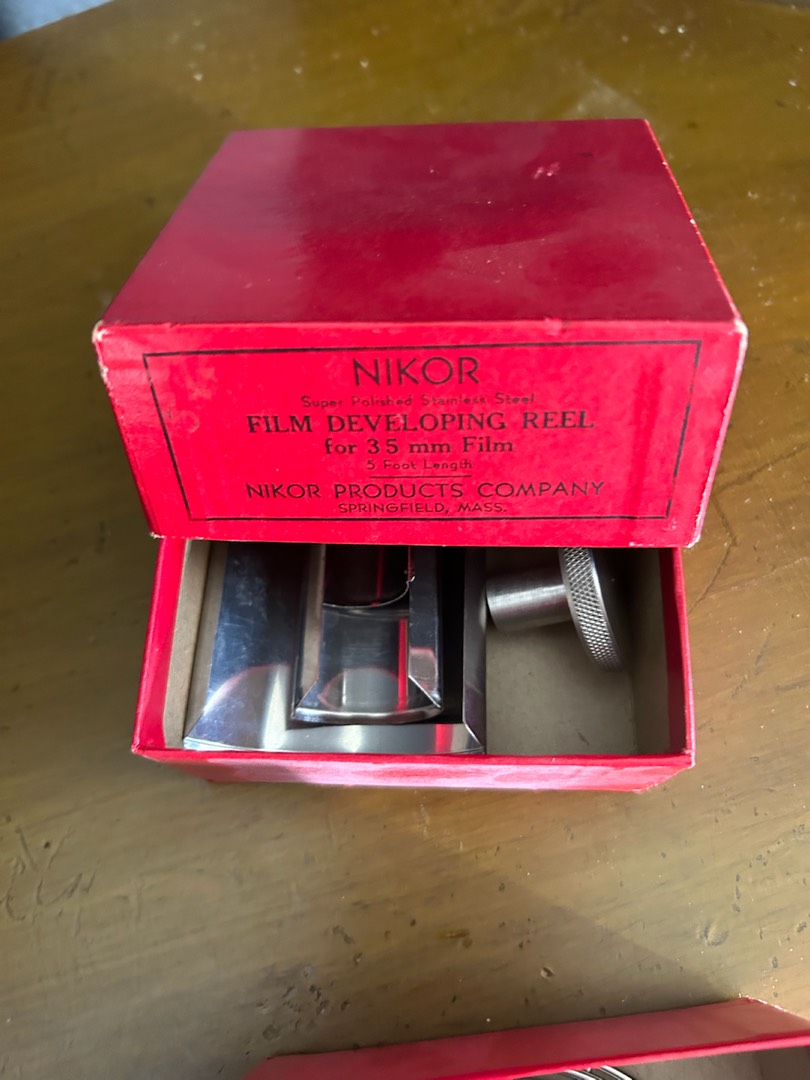 NIKOR
Super Polished Stainless Steel
FILM DEVELOPING REEL
for 35 mm Film
5 Foot Length
NIKOR PRODUCTS COMPANY
SPRINGFIELD, MASS.